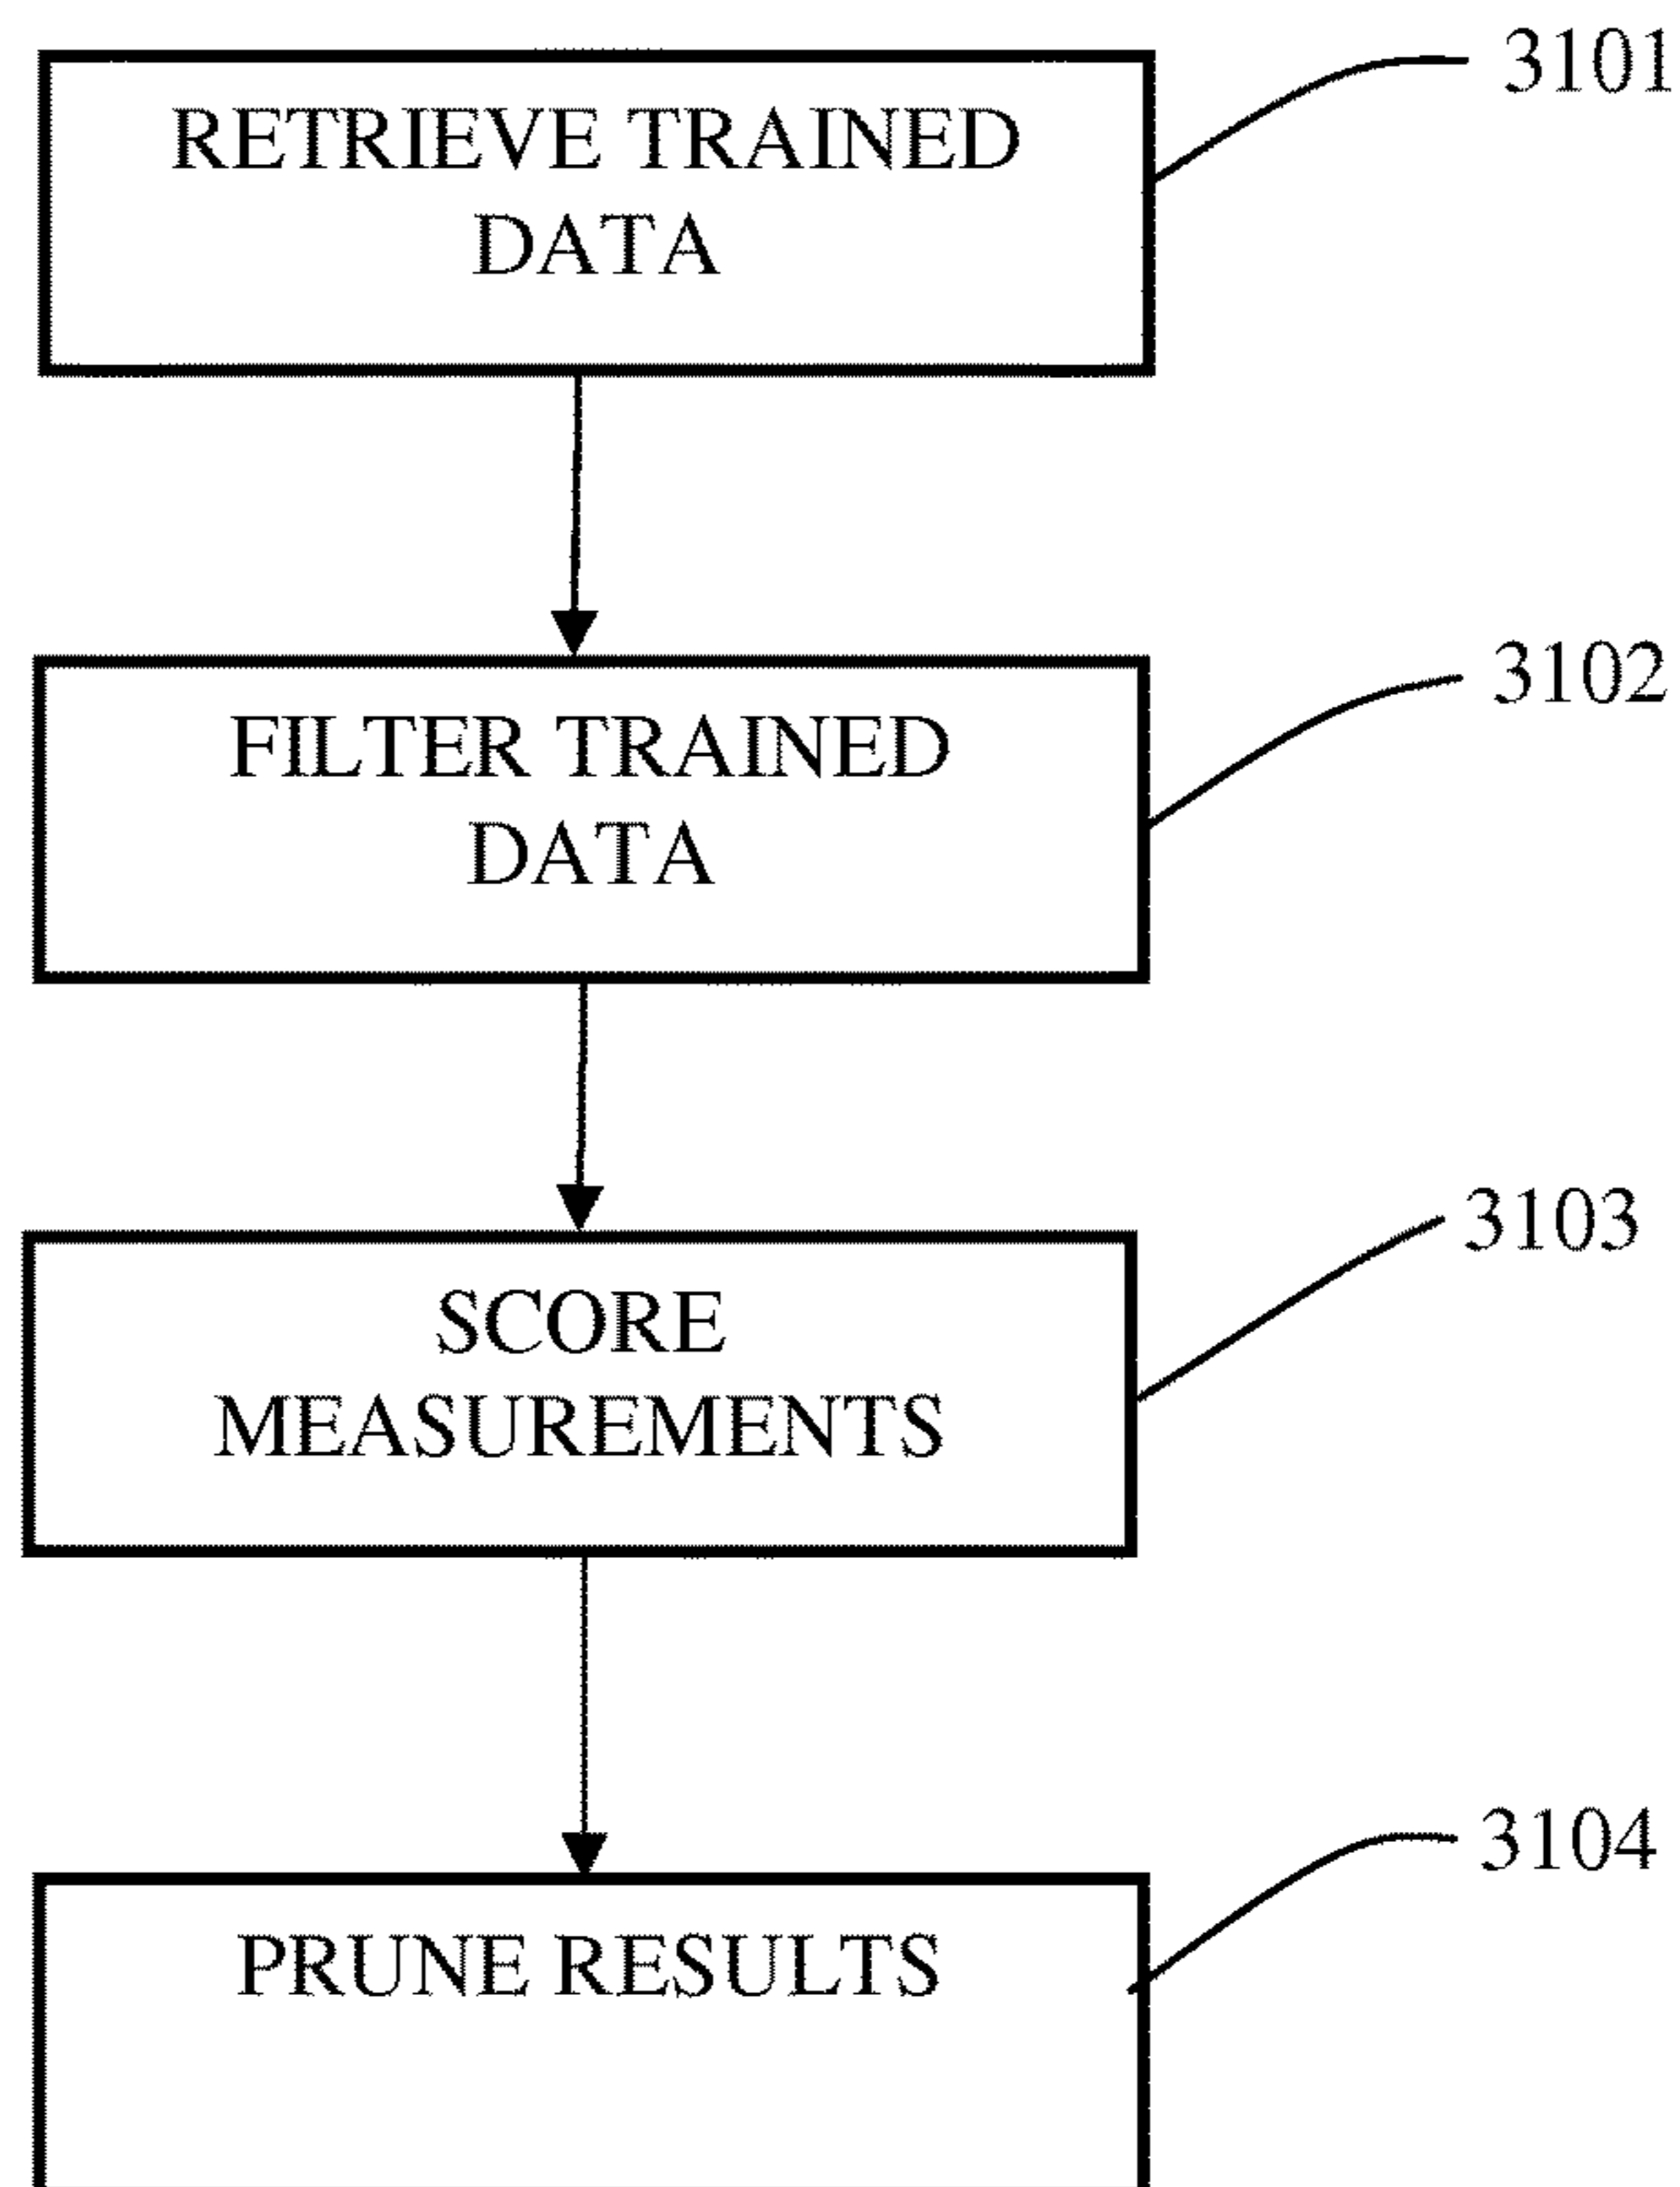 3101
RETRIEVE TRAINED
DATA
3102
FILTER TRAINED
DATA
3103
SCORE
MEASUREMENTS
3104
PRUNE RESULTS